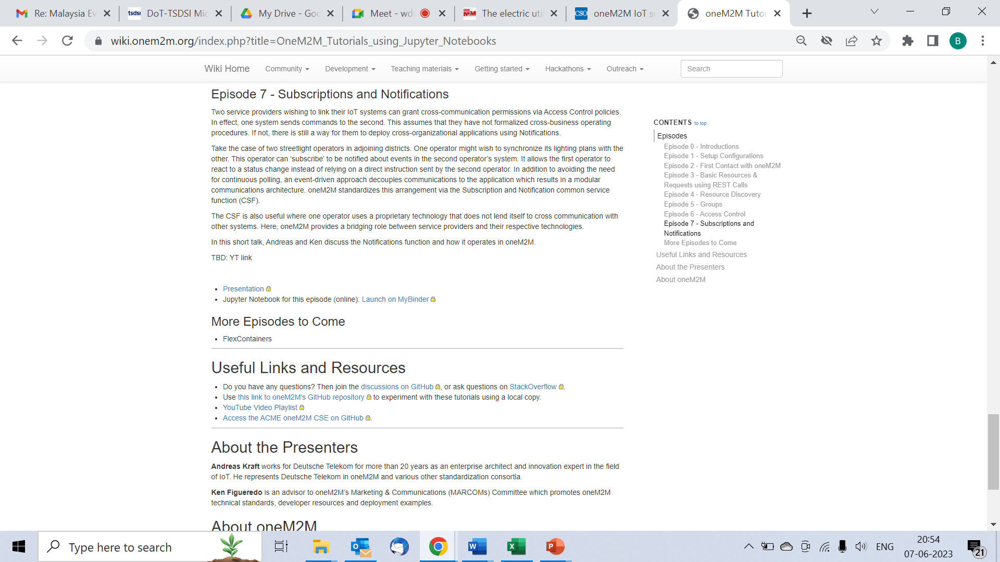 Re: Malaysia Ev
DoT-TSDSI Mic
My Drive - Goo
Meet - wdc
The electric uti
CSO
oneM2M IoT se
oneM2M Tutor
wiki.onem2m.org/index.php?title=OneM2M_Tutorials_using_Jupyter_Notebooks
B
Wiki Home
Community
Development
Teaching materials
Getting started
Hackathons
Outreach
Search
Episode 7 - Subscriptions and Notifications
Two service providers wishing to link their IoT systems can grant cross-communication permissions via Access Control policies.
In effect, one system sends commands to the second. This assumes that they have not formalized cross-business operating
procedures. If not, there is still a way for them to deploy cross-organizational applications using Notifications.
Take the case of two streetlight operators in adjoining districts. One operator might wish to synchronize its lighting plans with the
other. This operator can ‘subscribe’ to be notified about events in the second operator’s system. It allows the first operator to
react to a status change instead of relying on a direct instruction sent by the second operator. In addition to avoiding the need
for continuous polling, an event-driven approach decouples communications to the application which results in a modular
communications architecture. oneM2M standardizes this arrangement via the Subscription and Notification common service
function (CSF).
The CSF is also useful where one operator uses a proprietary technology that does not lend itself to cross communication with
other systems. Here, oneM2M provides a bridging role between service providers and their respective technologies.
In this short talk, Andreas and Ken discuss the Notifications function and how it operates in oneM2M.
TBD: YT link
Presentation
Jupyter Notebook for this episode (online): Launch on MyBinder
More Episodes to Come
FlexContainers
Useful Links and Resources
Do you have any questions? Then join the discussions on GitHub, or ask questions on StackOverflow.
Use this link to oneM2M's GitHub repository to experiment with these tutorials using a local copy.
YouTube Video Playlist
Access the ACME oneM2M CSE on GitHub.
About the Presenters
Andreas Kraft works for Deutsche Telekom for more than 20 years as an enterprise architect and innovation expert in the field
of IoT. He represents Deutsche Telekom in oneM2M and various other standardization consortia.
Ken Figueredo is an advisor to oneM2M’s Marketing & Communications (MARCOMs) Committee which promotes oneM2M
technical standards, developer resources and deployment examples.
About oneM2M
CONTENTS to top
Episodes
Episode 0 - Introductions
Episode 1 - Setup Configurations
Episode 2 - First Contact with oneM2M
Episode 3 - Basic Resources &
Requests using REST Calls
Episode 4 - Resource Discovery
Episode 5 - Groups
Episode 6 - Access Control
Episode 7 - Subscriptions and
Notifications
More Episodes to Come
Useful Links and Resources
About the Presenters
About oneM2M
Type here to search
ENG
20:54
07-06-2023
21